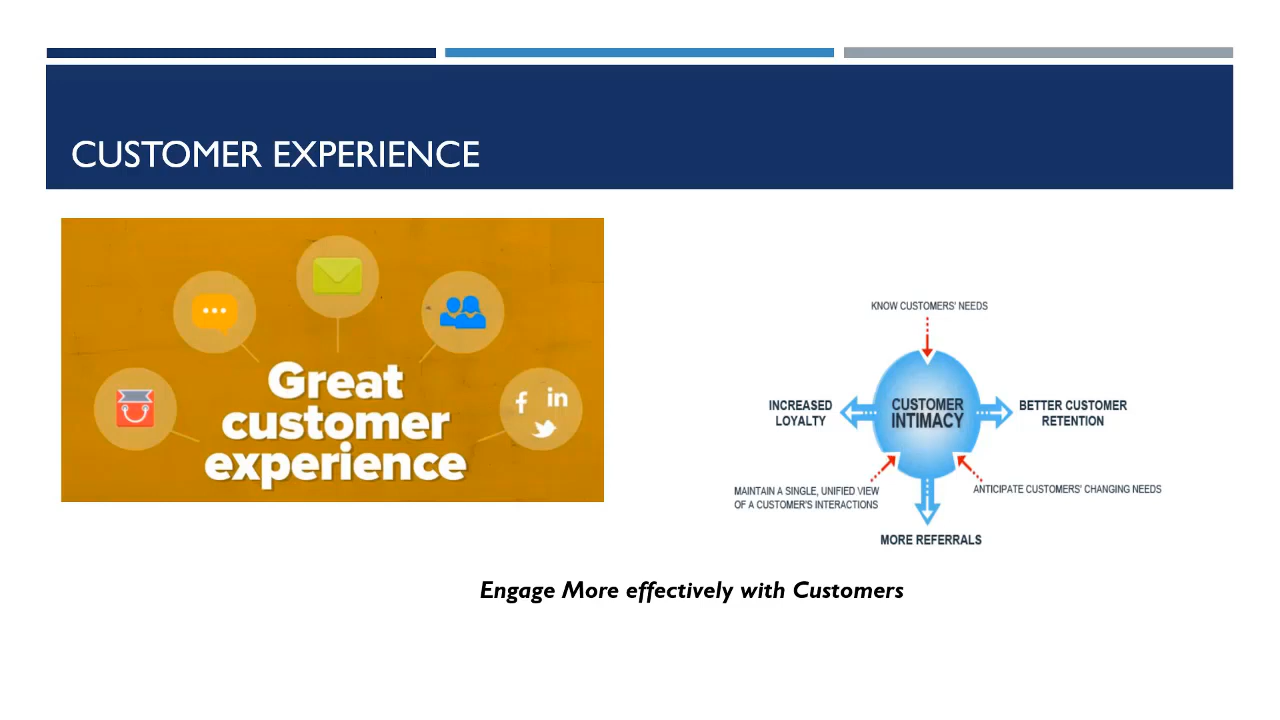 CUSTOMER EXPERIENCE
Great
customer
experience
f in
KNOW CUSTOMERS' NEEDS
CUSTOMER
INTIMACY
INCREASED
LOYALTY
BETTER CUSTOMER
RETENTION
MAINTAIN A SINGLE, UNIFIED VIEW
OF A CUSTOMER'S INTERACTIONS
ANTICIPATE CUSTOMERS' CHANGING NEEDS
MORE REFERRALS
Engage More effectively with Customers